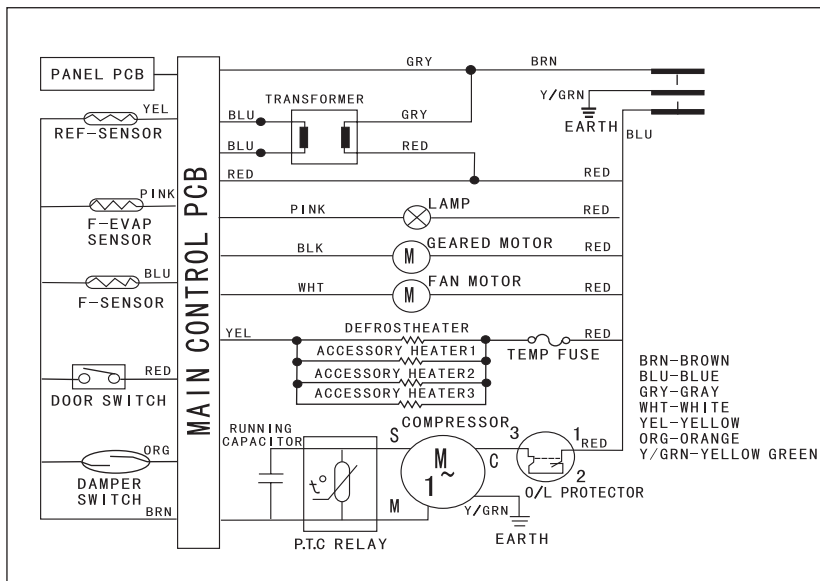 GRY BRN
PANEL PCB
Y/GRN
TRANSFORMER
YEL BLU GRY EARTH
REF-SENSOR BLU
BLU RED
RED RED
PINK PINK LAMP RED
F-EVAP
SENSOR
BLK GEARED MOTOR RED
M
BLU FAN MOTOR
F-SENSOR WHT M RED
MAIN CONTROL PCB
YEL DEFROSTHEATER RED
ACCESSORY HEATER1 TEMP FUSE
RED ACCESSORY HEATER2
DOOR SWITCH ACCESSORY HEATER3
BRN-BROWN
BLU-BLUE
GRY-GRAY
WHT-WHITE
YEL-YELLOW
ORG-ORANGE
Y/GRN-YELLOW GREEN
RUNNING
CAPACITOR
COMPRESSOR
S 3 1 RED
ORG M C
1~ 2
DAMPER
SWITCH
t° O/L PROTECTOR
BRN M Y/GRN
EARTH
P.T.C RELAY